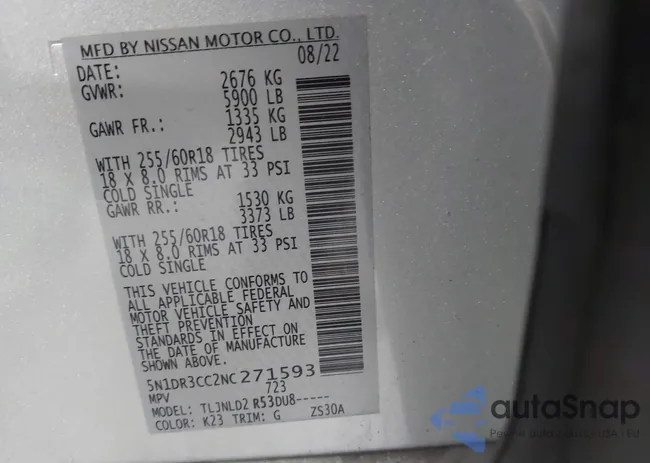 MFD BY NISSAN MOTOR CO., LTD.
DATE: 08/22
GVWR: 2676 KG
5900 LB
GAWR FR.: 1335 KG
2943 LB
WITH 255/60R18 TIRES
18 X 8.0 RIMS AT 33 PSI
COLD SINGLE
GAWR RR.: 1530 KG
3373 LB
WITH 255/60R18 TIRES
18 X 8.0 RIMS AT 33 PSI
COLD SINGLE
THIS VEHICLE CONFORMS TO
ALL APPLICABLE FEDERAL
MOTOR VEHICLE SAFETY AND
THEFT PREVENTION
STANDARDS IN EFFECT ON
THE DATE OF MANUFACTURE
SHOWN ABOVE.
5N1DR3CC2NC271593
MPV 723
MODEL: TLJNLD2 R53DU8-----
COLOR: K23 TRIM: G ZS30A
autoSnap